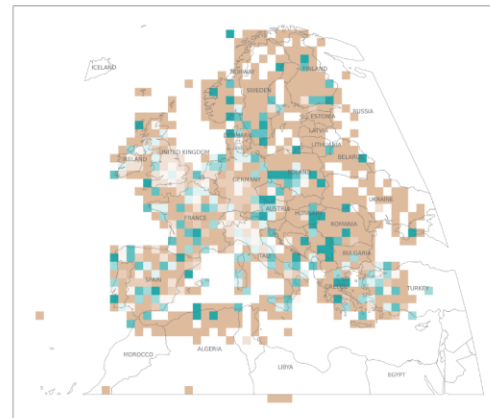 ICELAND
NORWAY
FINLAND
SWEDEN
RUSSIA
ESTONIA
LATVIA
LITHUANIA
DENMARK
UNITED KINGDOM
IRELAND
BELARUS
POLAND
GERMANY
UKRAINE
AUSTRIA
FRANCE
ROMANIA
BULGARIA
ITALY
SPAIN
GREECE
TURKEY
ALGERIA
MOROCCO
LIBYA
EGYPT